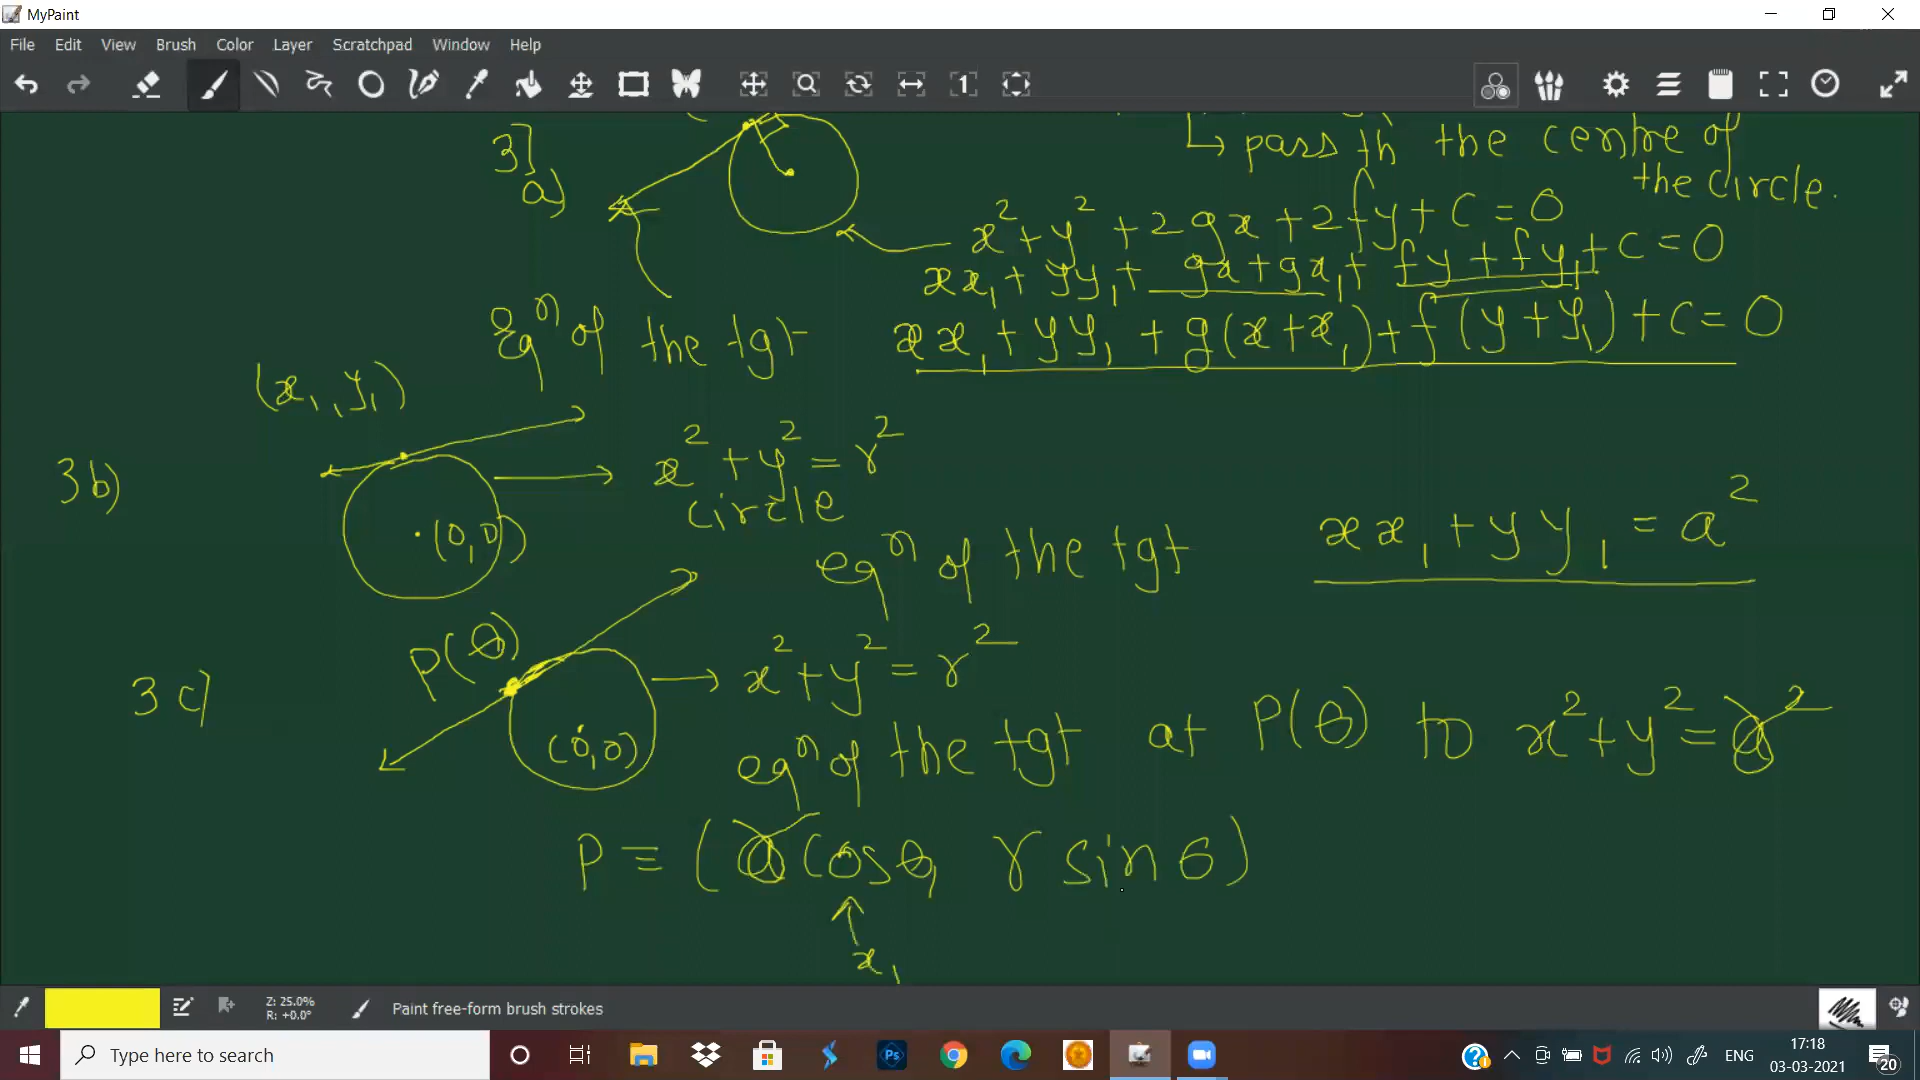 MyPaint
File Edit View Brush Color Layer Scratchpad Window Help
1
3]
a)
↳ pass th the centre of
the circle.
x² + y² + 2gx + 2fy + c = 0
xx₁ + yy₁ + gx + gx₁ + fy + fy₁ + c = 0
Eqⁿ of the tgt xx₁ + yy₁ + g(x + x₁) + f(y + y₁) + c = 0
(x₁, y₁)
3b)
x² + y² = r²
circle
(0,0)
eqⁿ of the tgt xx₁ + yy₁ = a²
3c)
P(θ)
x² + y² = r²
(0,0)
eqⁿ of the tgt at P(θ) to x² + y² = a²
P ≡ (a cosθ, r sinθ)
↑
x₁
Z: 25.0%
R: +0.0°
Paint free-form brush strokes
Type here to search
Ps
ENG
17:18
03-03-2021
20